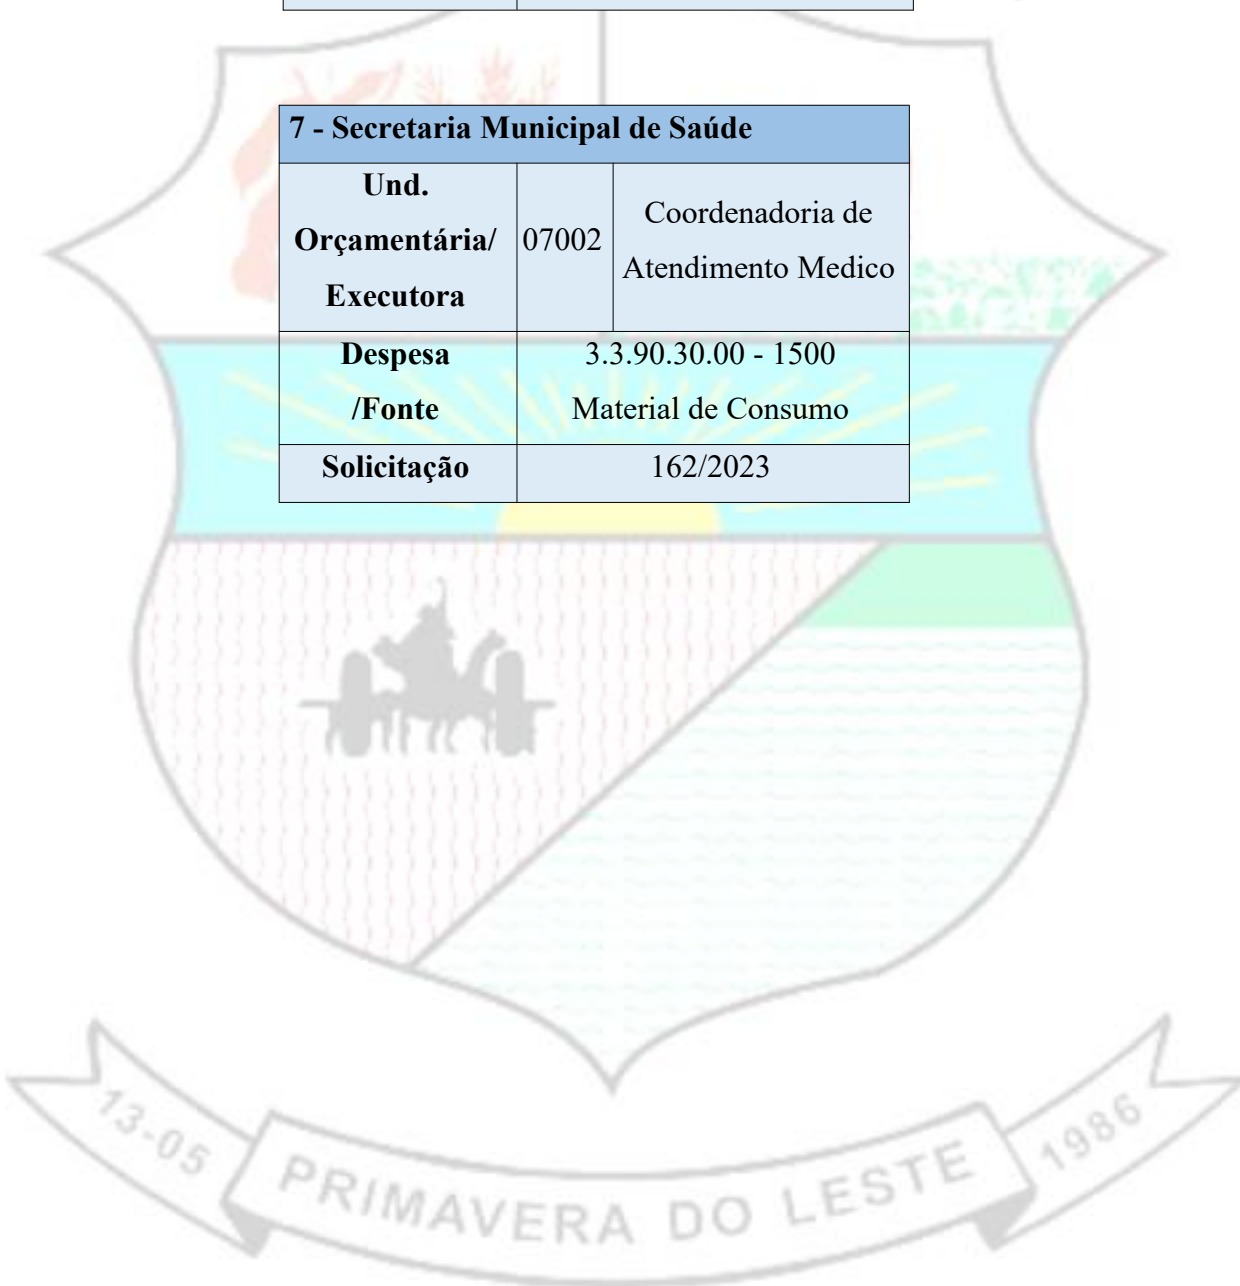 7 - Secretaria Municipal de Saúde
Und.
Orçamentária/
Executora
07002
Coordenadoria de
Atendimento Medico
Despesa
/Fonte
3.3.90.30.00 - 1500
Material de Consumo
Solicitação
162/2023
13-05
PRIMAVERA DO LESTE
1986